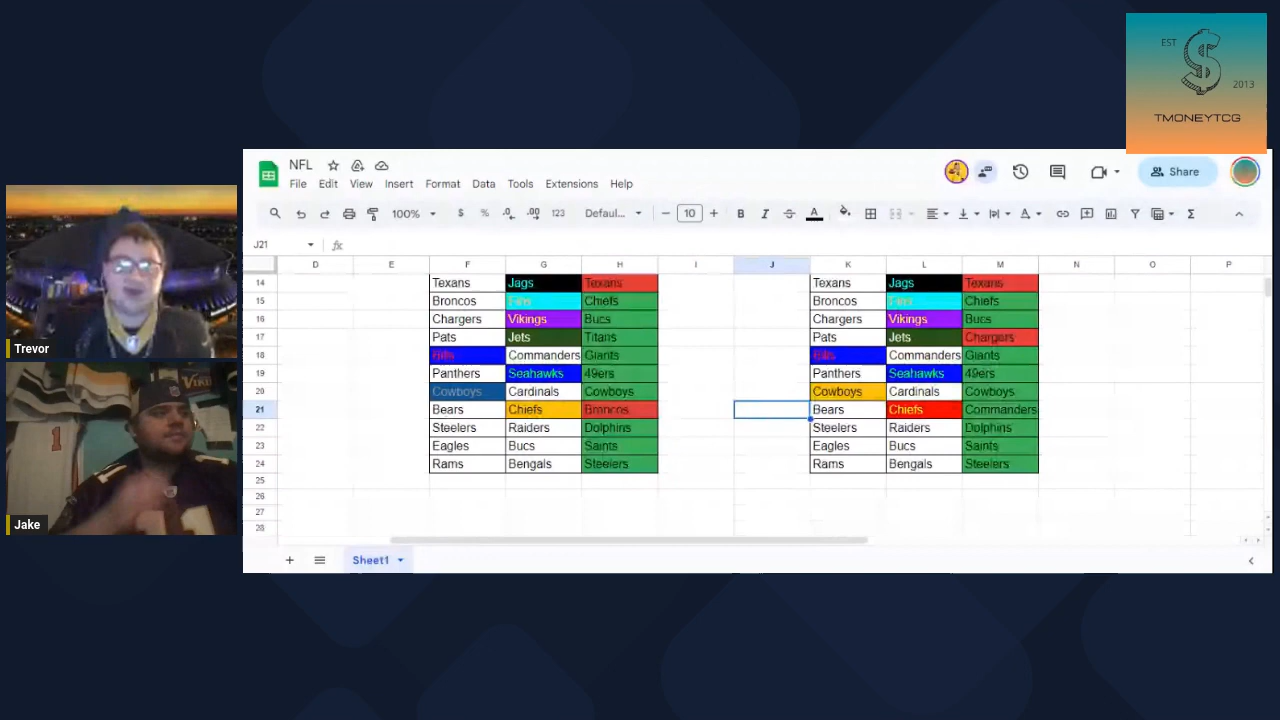 EST
2013
TMONEYTCG
NFL
File Edit View Insert Format Data Tools Extensions Help
Share
100% $ % .0 .00 123 Defaul... 10 B I A
J21 fx
D E F G H I J K L M N O P
14 Texans Jags Texans Texans Jags Texans
15 Broncos Fins Chiefs Broncos Fins Chiefs
16 Chargers Vikings Bucs Chargers Vikings Bucs
17 Pats Jets Titans Pats Jets Chargers
18 Bills Commanders Giants Bills Commanders Giants
19 Panthers Seahawks 49ers Panthers Seahawks 49ers
20 Cowboys Cardinals Cowboys Cowboys Cardinals Cowboys
21 Bears Chiefs Broncos Bears Chiefs Commanders
22 Steelers Raiders Dolphins Steelers Raiders Dolphins
23 Eagles Bucs Saints Eagles Bucs Saints
24 Rams Bengals Steelers Rams Bengals Steelers
25
26
27
28
Sheet1
Trevor
Jake